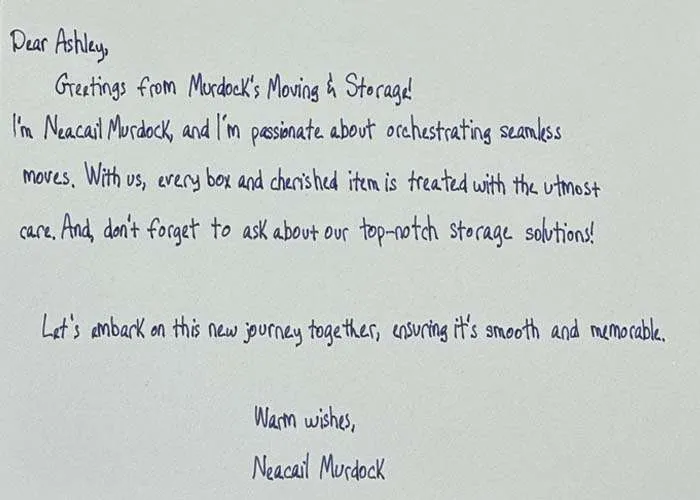 Dear Ashley,
Greetings from Murdock's Moving & Storage!
I'm Neacail Murdock, and I'm passionate about orchestrating seamless
moves. With us, every box and cherished item is treated with the utmost
care. And, don't forget to ask about our top-notch storage solutions!
Let's embark on this new journey together, ensuring it's smooth and memorable.
Warm wishes,
Neacail Murdock